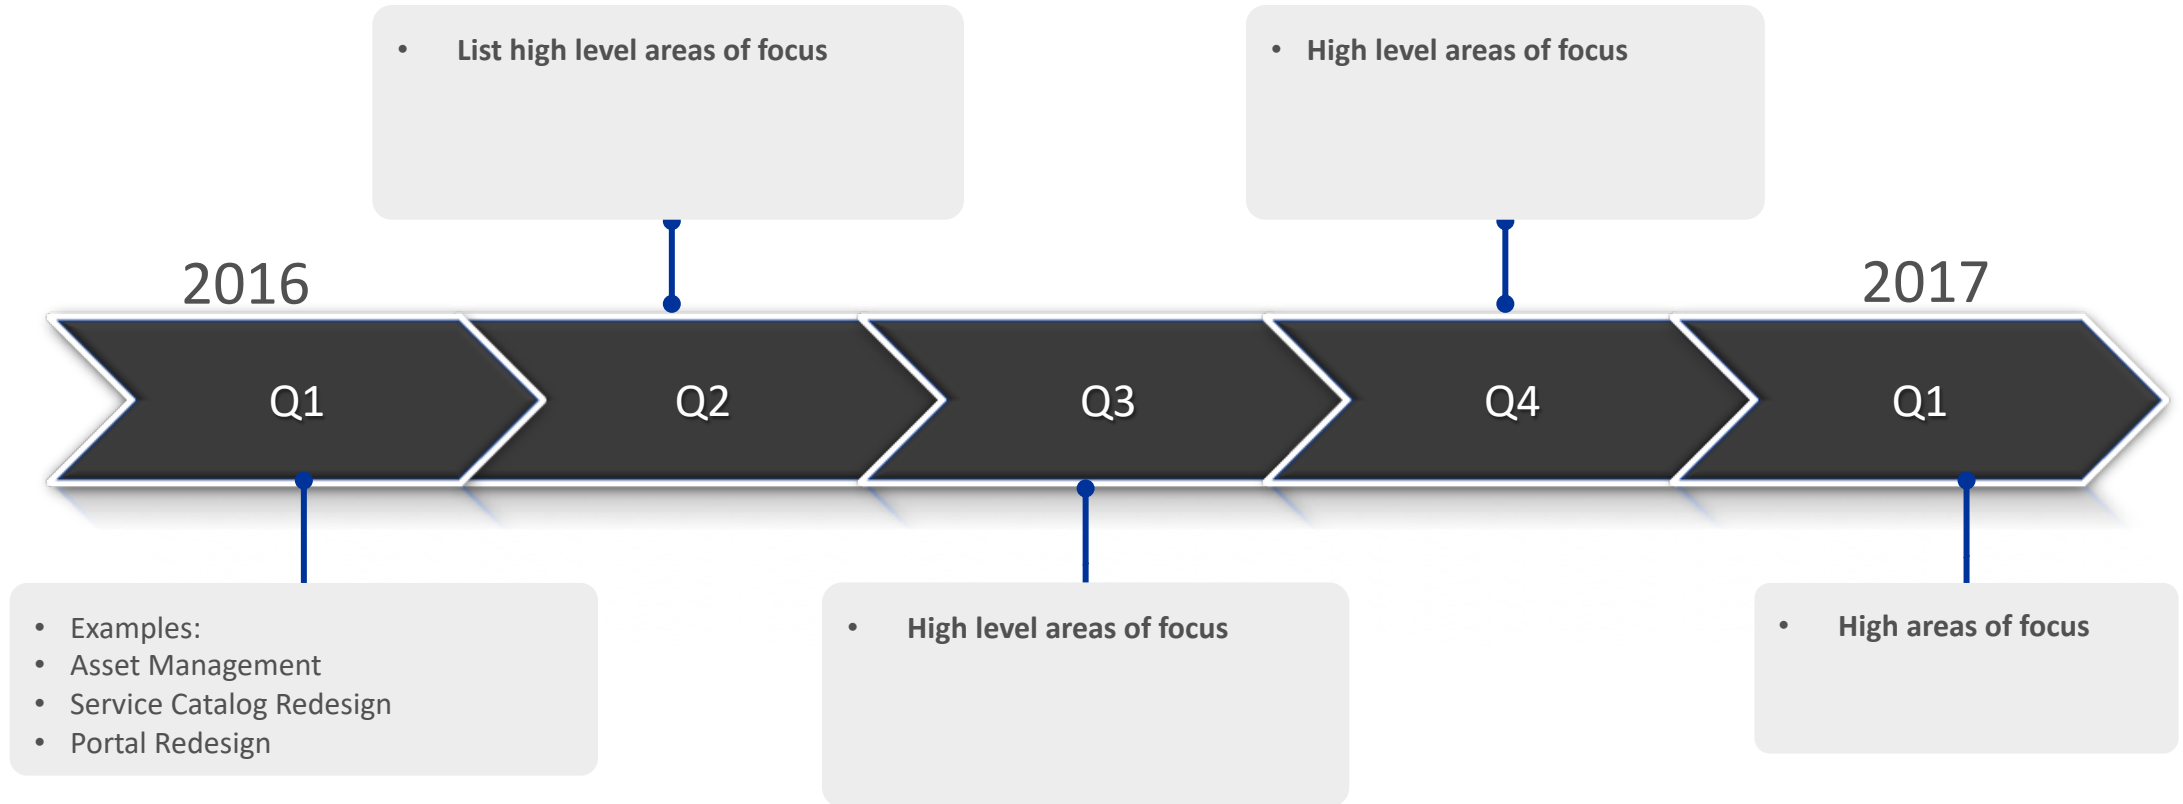 • List high level areas of focus
• High level areas of focus
2016
2017
Q1
Q2
Q3
Q4
Q1
• Examples:
• Asset Management
• Service Catalog Redesign
• Portal Redesign
• High level areas of focus
• High areas of focus